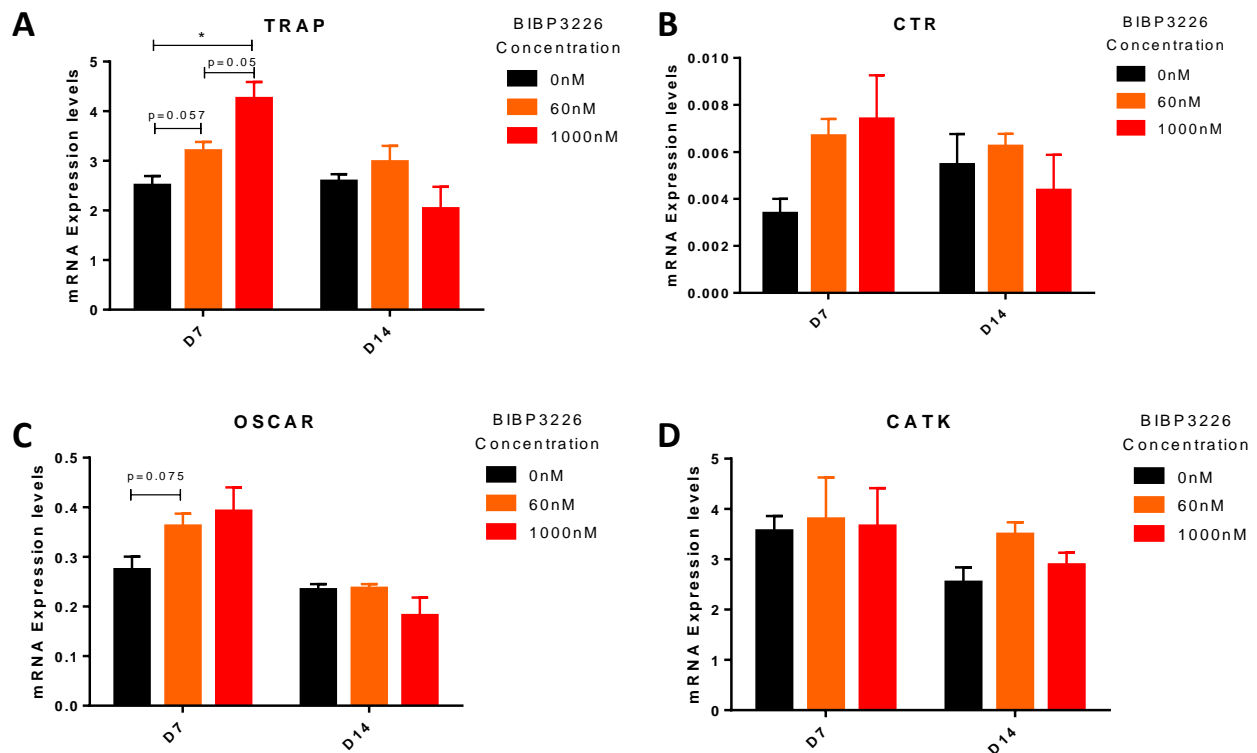 A
TRAP
BIBP3226
Concentration
0nM
60nM
1000nM
*
p=0.05
p=0.057
mRNA Expression levels
5
4
3
2
1
0
D7
D14
B
CTR
BIBP3226
Concentration
0nM
60nM
1000nM
mRNA Expression levels
0.010
0.008
0.006
0.004
0.002
0.000
D7
D14
C
OSCAR
BIBP3226
Concentration
0nM
60nM
1000nM
p=0.075
mRNA Expression levels
0.5
0.4
0.3
0.2
0.1
0.0
D7
D14
D
CATK
BIBP3226
Concentration
0nM
60nM
1000nM
mRNA Expression levels
5
4
3
2
1
0
D7
D14